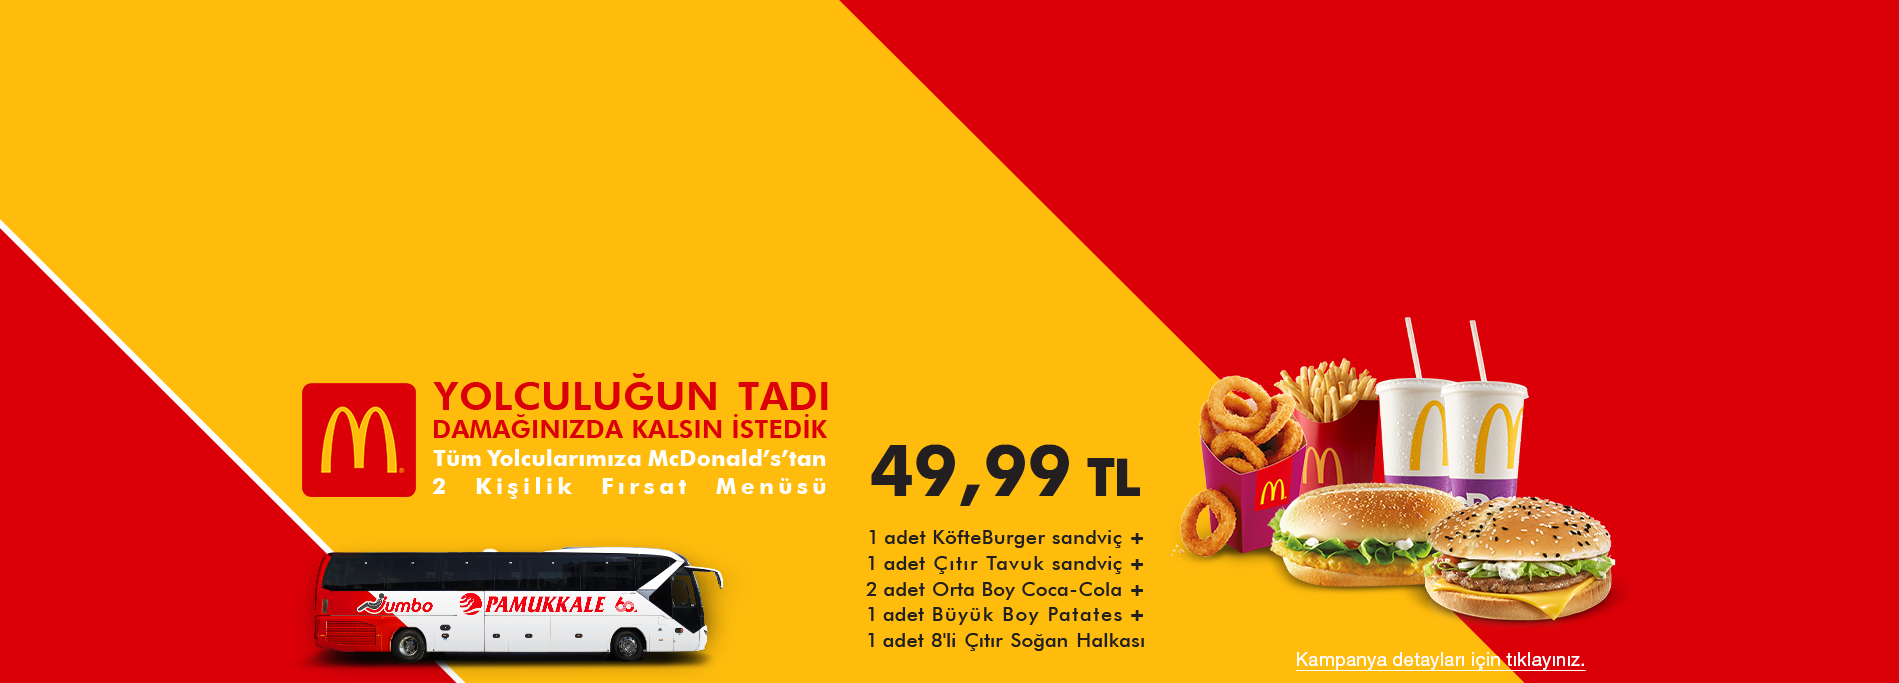 YOLCULUĞUN TADI
DAMAĞINIZDA KALSIN İSTEDİK
Tüm Yolcularımıza McDonald's'tan
2 Kişilik Fırsat Menüsü
49,99 TL
1 adet KöfteBurger sandviç +
1 adet Çıtır Tavuk sandviç +
2 adet Orta Boy Coca-Cola +
1 adet Büyük Boy Patates +
1 adet 8'li Çıtır Soğan Halkası
Jumbo PAMUKKALE 60.
Kampanya detayları için tıklayınız.